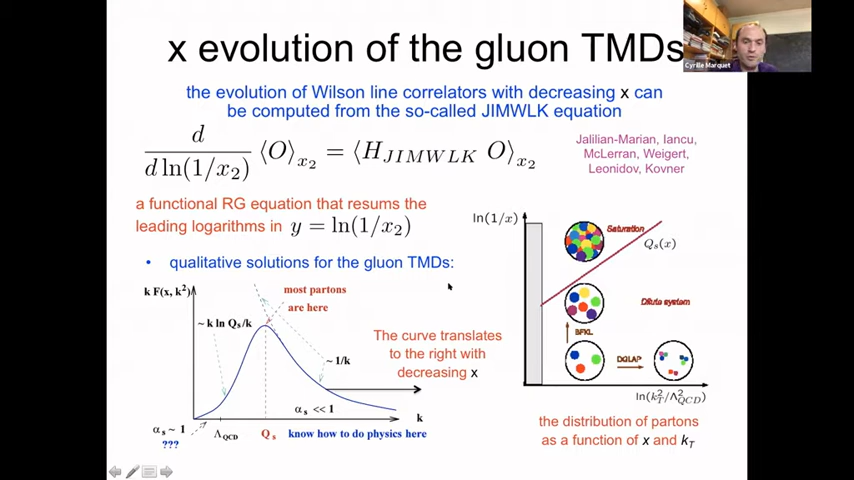 x evolution of the gluon TMDs
Cyrille Marquet
the evolution of Wilson line correlators with decreasing x can
be computed from the so-called JIMWLK equation
d/d ln(1/x₂) ⟨O⟩ₓ₂ = ⟨H_JIMWLK O⟩ₓ₂
Jalilian-Marian, Iancu,
McLerran, Weigert,
Leonidov, Kovner
a functional RG equation that resums the
leading logarithms in y = ln(1/x₂)
• qualitative solutions for the gluon TMDs:
k F(x, k²)
most partons
are here
~ k ln Qₛ/k
~ 1/k
αₛ << 1
k
αₛ ~ 1
???
Λ_QCD
Qₛ
know how to do physics here
The curve translates
to the right with
decreasing x
ln(1/x)
Saturation
Qₛ(x)
Dilute system
BFKL
DGLAP
ln(k_T²/Λ²_QCD)
the distribution of partons
as a function of x and k_T